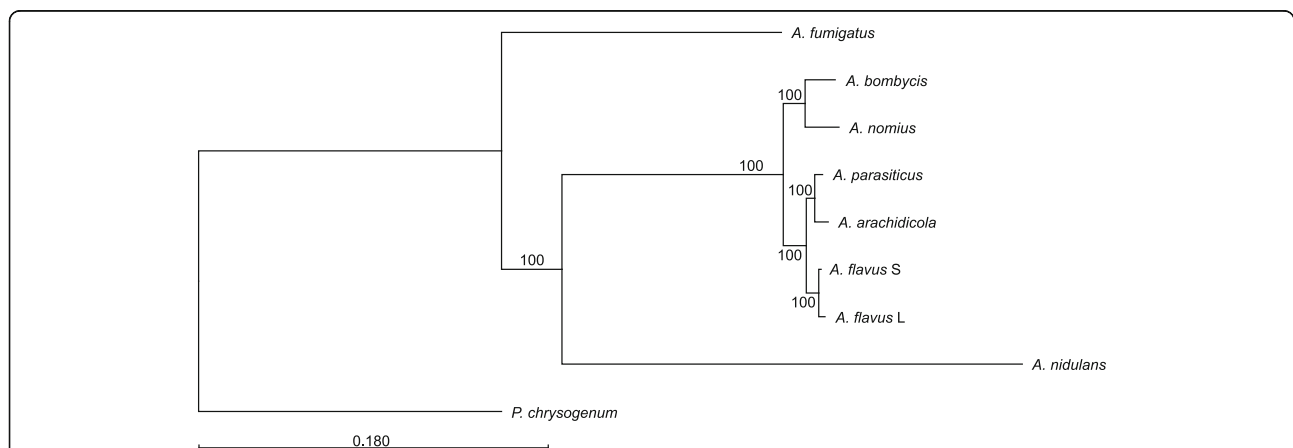 A. fumigatus
A. bombycis
100
A. nomius
100
A. parasiticus
100
A. arachidicola
100
A. flavus S
100
100
A. flavus L
A. nidulans
P. chrysogenum
0.180